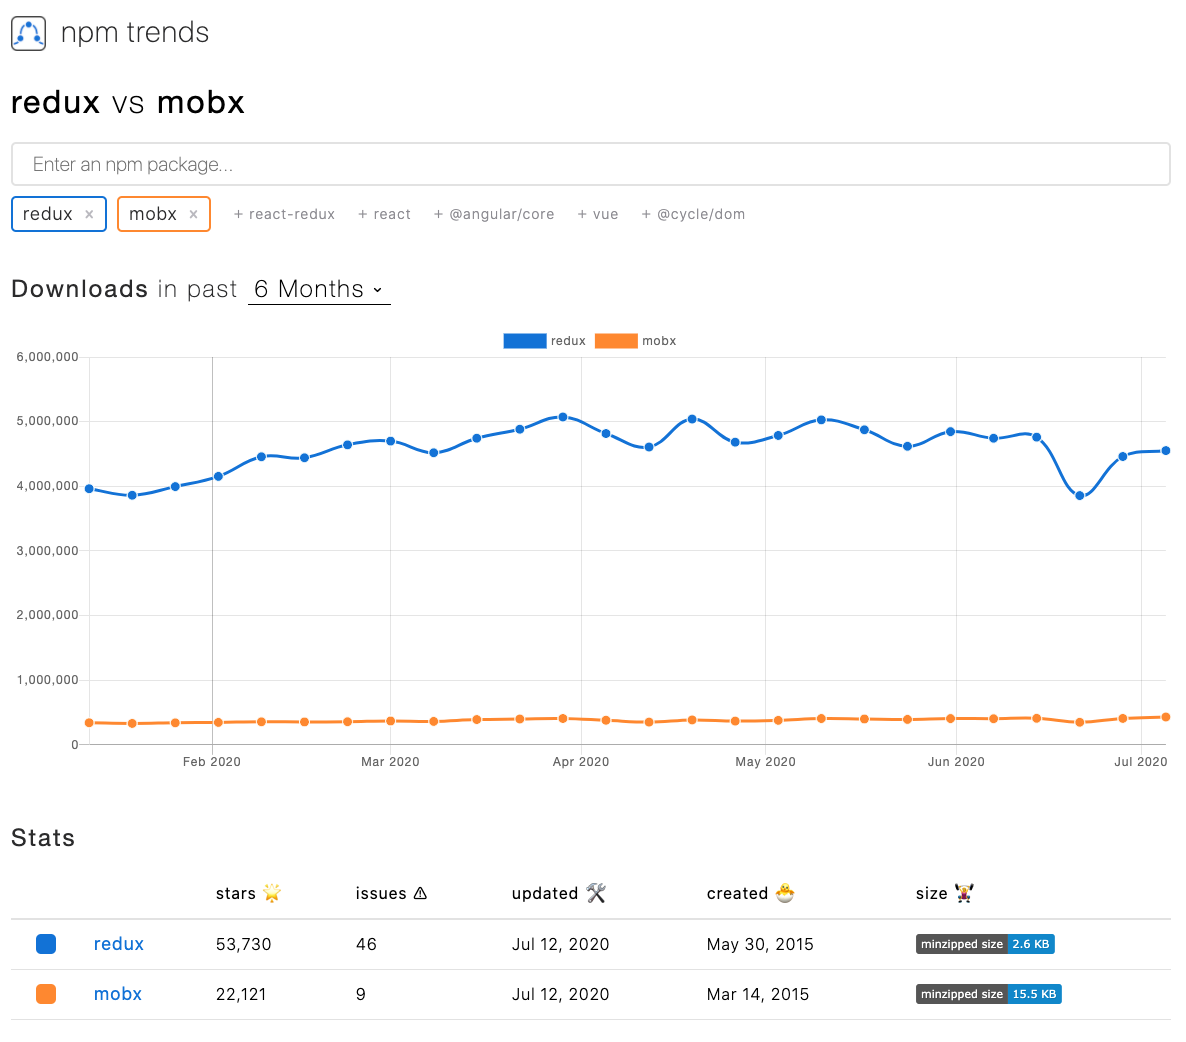 npm trends
redux vs mobx
Enter an npm package...
redux × mobx × + react-redux + react + @angular/core + vue + @cycle/dom
Downloads in past 6 Months
redux mobx
6,000,000
5,000,000
4,000,000
3,000,000
2,000,000
1,000,000
0
Feb 2020 Mar 2020 Apr 2020 May 2020 Jun 2020 Jul 2020
Stats
stars 🌟 issues ⚠ updated 🛠 created 🐣 size 🏋️‍♀️
redux 53,730 46 Jul 12, 2020 May 30, 2015 minzipped size 2.6 KB
mobx 22,121 9 Jul 12, 2020 Mar 14, 2015 minzipped size 15.5 KB